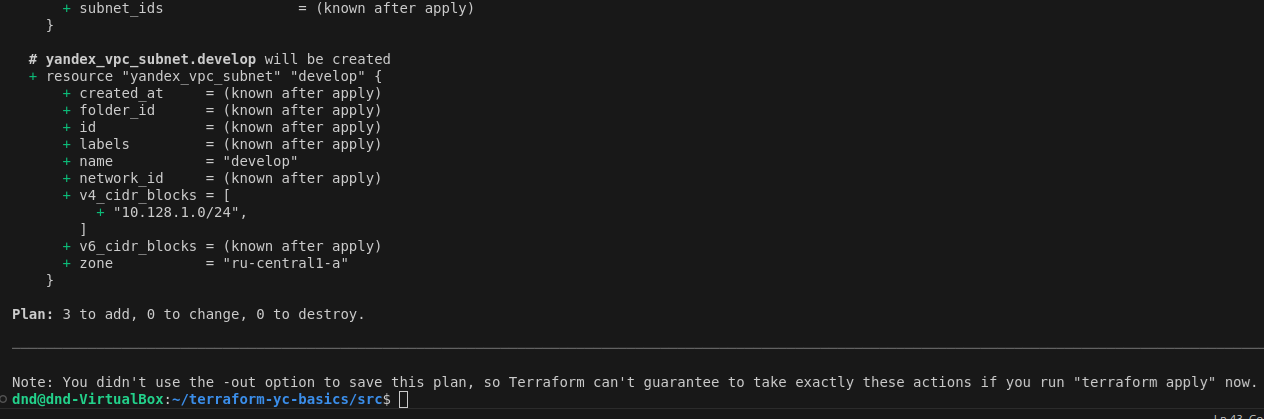 + subnet_ids                = (known after apply)
}
# yandex_vpc_subnet.develop will be created
+ resource "yandex_vpc_subnet" "develop" {
+ created_at     = (known after apply)
+ folder_id      = (known after apply)
+ id             = (known after apply)
+ labels         = (known after apply)
+ name           = "develop"
+ network_id     = (known after apply)
+ v4_cidr_blocks = [
+ "10.128.1.0/24",
]
+ v6_cidr_blocks = (known after apply)
+ zone           = "ru-central1-a"
}
Plan: 3 to add, 0 to change, 0 to destroy.
Note: You didn't use the -out option to save this plan, so Terraform can't guarantee to take exactly these actions if you run "terraform apply" now.
dnd@dnd-VirtualBox:~/terraform-yc-basics/src$